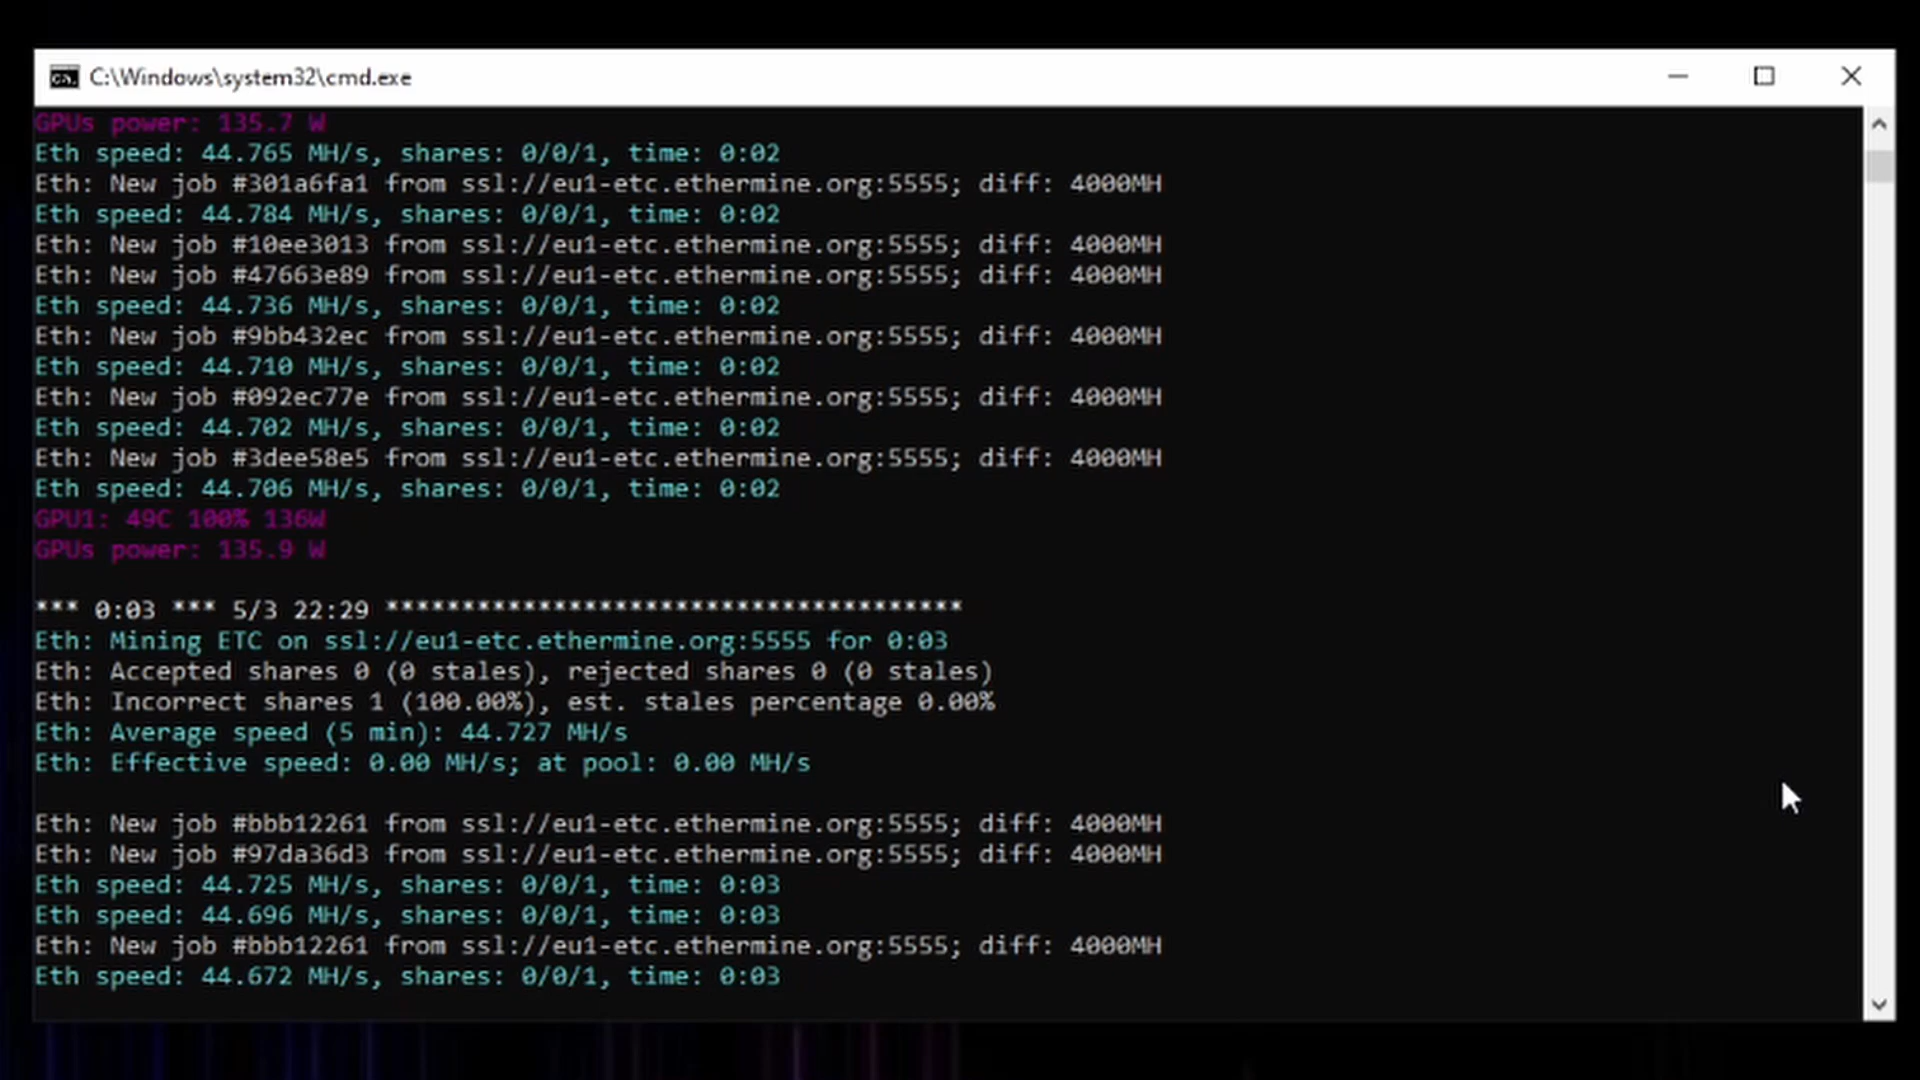 C:\Windows\system32\cmd.exe
GPUs power: 135.7 W
Eth speed: 44.765 MH/s, shares: 0/0/1, time: 0:02
Eth: New job #301a6fa1 from ssl://eu1-etc.ethermine.org:5555; diff: 4000MH
Eth speed: 44.784 MH/s, shares: 0/0/1, time: 0:02
Eth: New job #10ee3013 from ssl://eu1-etc.ethermine.org:5555; diff: 4000MH
Eth: New job #47663e89 from ssl://eu1-etc.ethermine.org:5555; diff: 4000MH
Eth speed: 44.736 MH/s, shares: 0/0/1, time: 0:02
Eth: New job #9bb432ec from ssl://eu1-etc.ethermine.org:5555; diff: 4000MH
Eth speed: 44.710 MH/s, shares: 0/0/1, time: 0:02
Eth: New job #092ec77e from ssl://eu1-etc.ethermine.org:5555; diff: 4000MH
Eth speed: 44.702 MH/s, shares: 0/0/1, time: 0:02
Eth: New job #3dee58e5 from ssl://eu1-etc.ethermine.org:5555; diff: 4000MH
Eth speed: 44.706 MH/s, shares: 0/0/1, time: 0:02
GPU1: 49C 100% 136W
GPUs power: 135.9 W
*** 0:03 *** 5/3 22:29 **************************************
Eth: Mining ETC on ssl://eu1-etc.ethermine.org:5555 for 0:03
Eth: Accepted shares 0 (0 stales), rejected shares 0 (0 stales)
Eth: Incorrect shares 1 (100.00%), est. stales percentage 0.00%
Eth: Average speed (5 min): 44.727 MH/s
Eth: Effective speed: 0.00 MH/s; at pool: 0.00 MH/s
Eth: New job #bbb12261 from ssl://eu1-etc.ethermine.org:5555; diff: 4000MH
Eth: New job #97da36d3 from ssl://eu1-etc.ethermine.org:5555; diff: 4000MH
Eth speed: 44.725 MH/s, shares: 0/0/1, time: 0:03
Eth speed: 44.696 MH/s, shares: 0/0/1, time: 0:03
Eth: New job #bbb12261 from ssl://eu1-etc.ethermine.org:5555; diff: 4000MH
Eth speed: 44.672 MH/s, shares: 0/0/1, time: 0:03